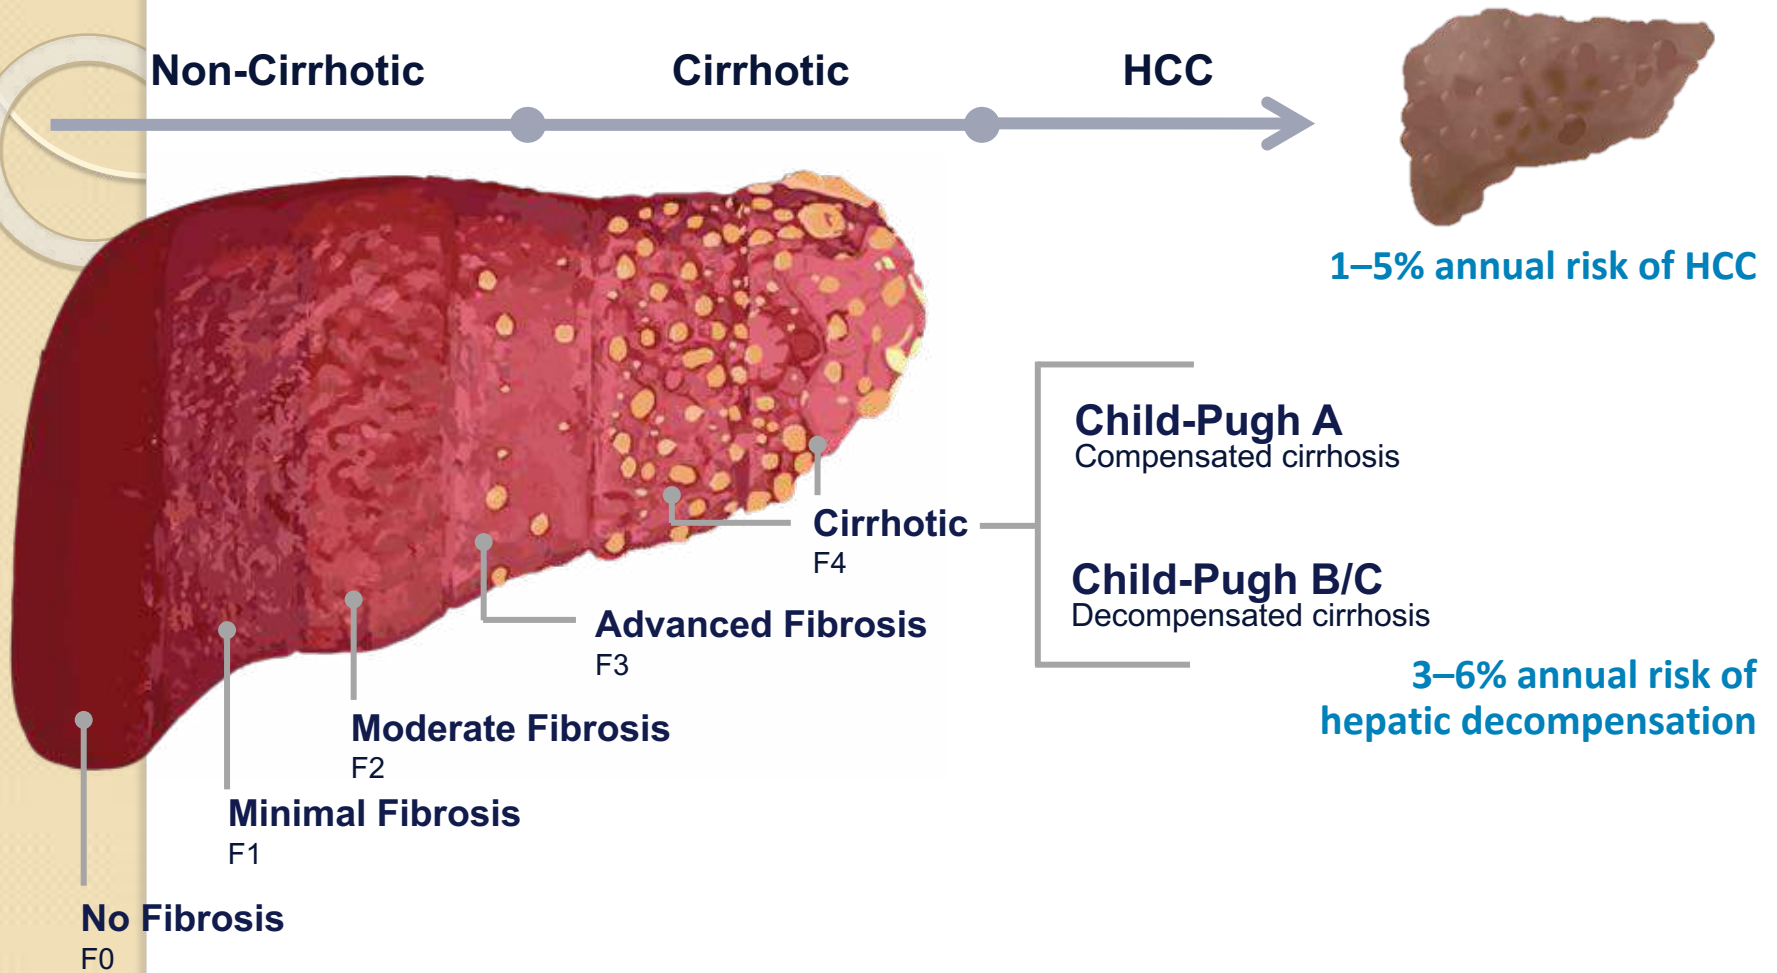 Non-Cirrhotic
Cirrhotic
HCC
1–5% annual risk of HCC
Child-Pugh A
Compensated cirrhosis
Cirrhotic
F4
Child-Pugh B/C
Decompensated cirrhosis
Advanced Fibrosis
F3
3–6% annual risk of
hepatic decompensation
Moderate Fibrosis
F2
Minimal Fibrosis
F1
No Fibrosis
F0